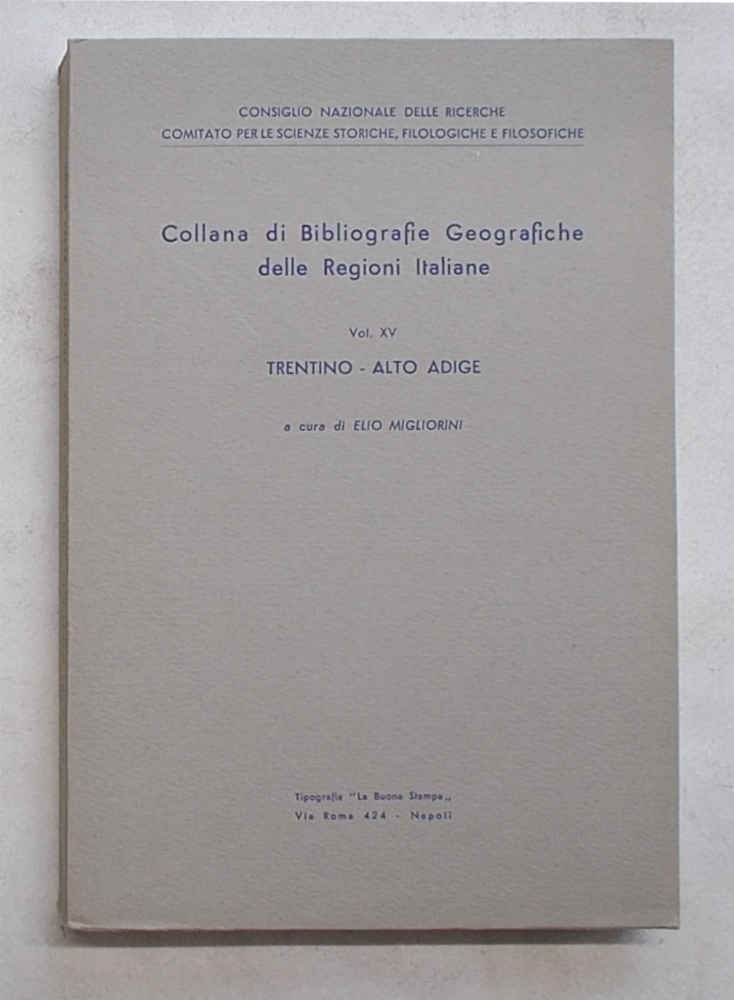 CONSIGLIO NAZIONALE DELLE RICERCHE
COMITATO PER LE SCIENZE STORICHE, FILOLOGICHE E FILOSOFICHE
Collana di Bibliografie Geografiche
delle Regioni Italiane
Vol. XV
TRENTINO - ALTO ADIGE
a cura di ELIO MIGLIORINI
Tipografia "La Buona Stampa„
Via Roma 424 - Napoli